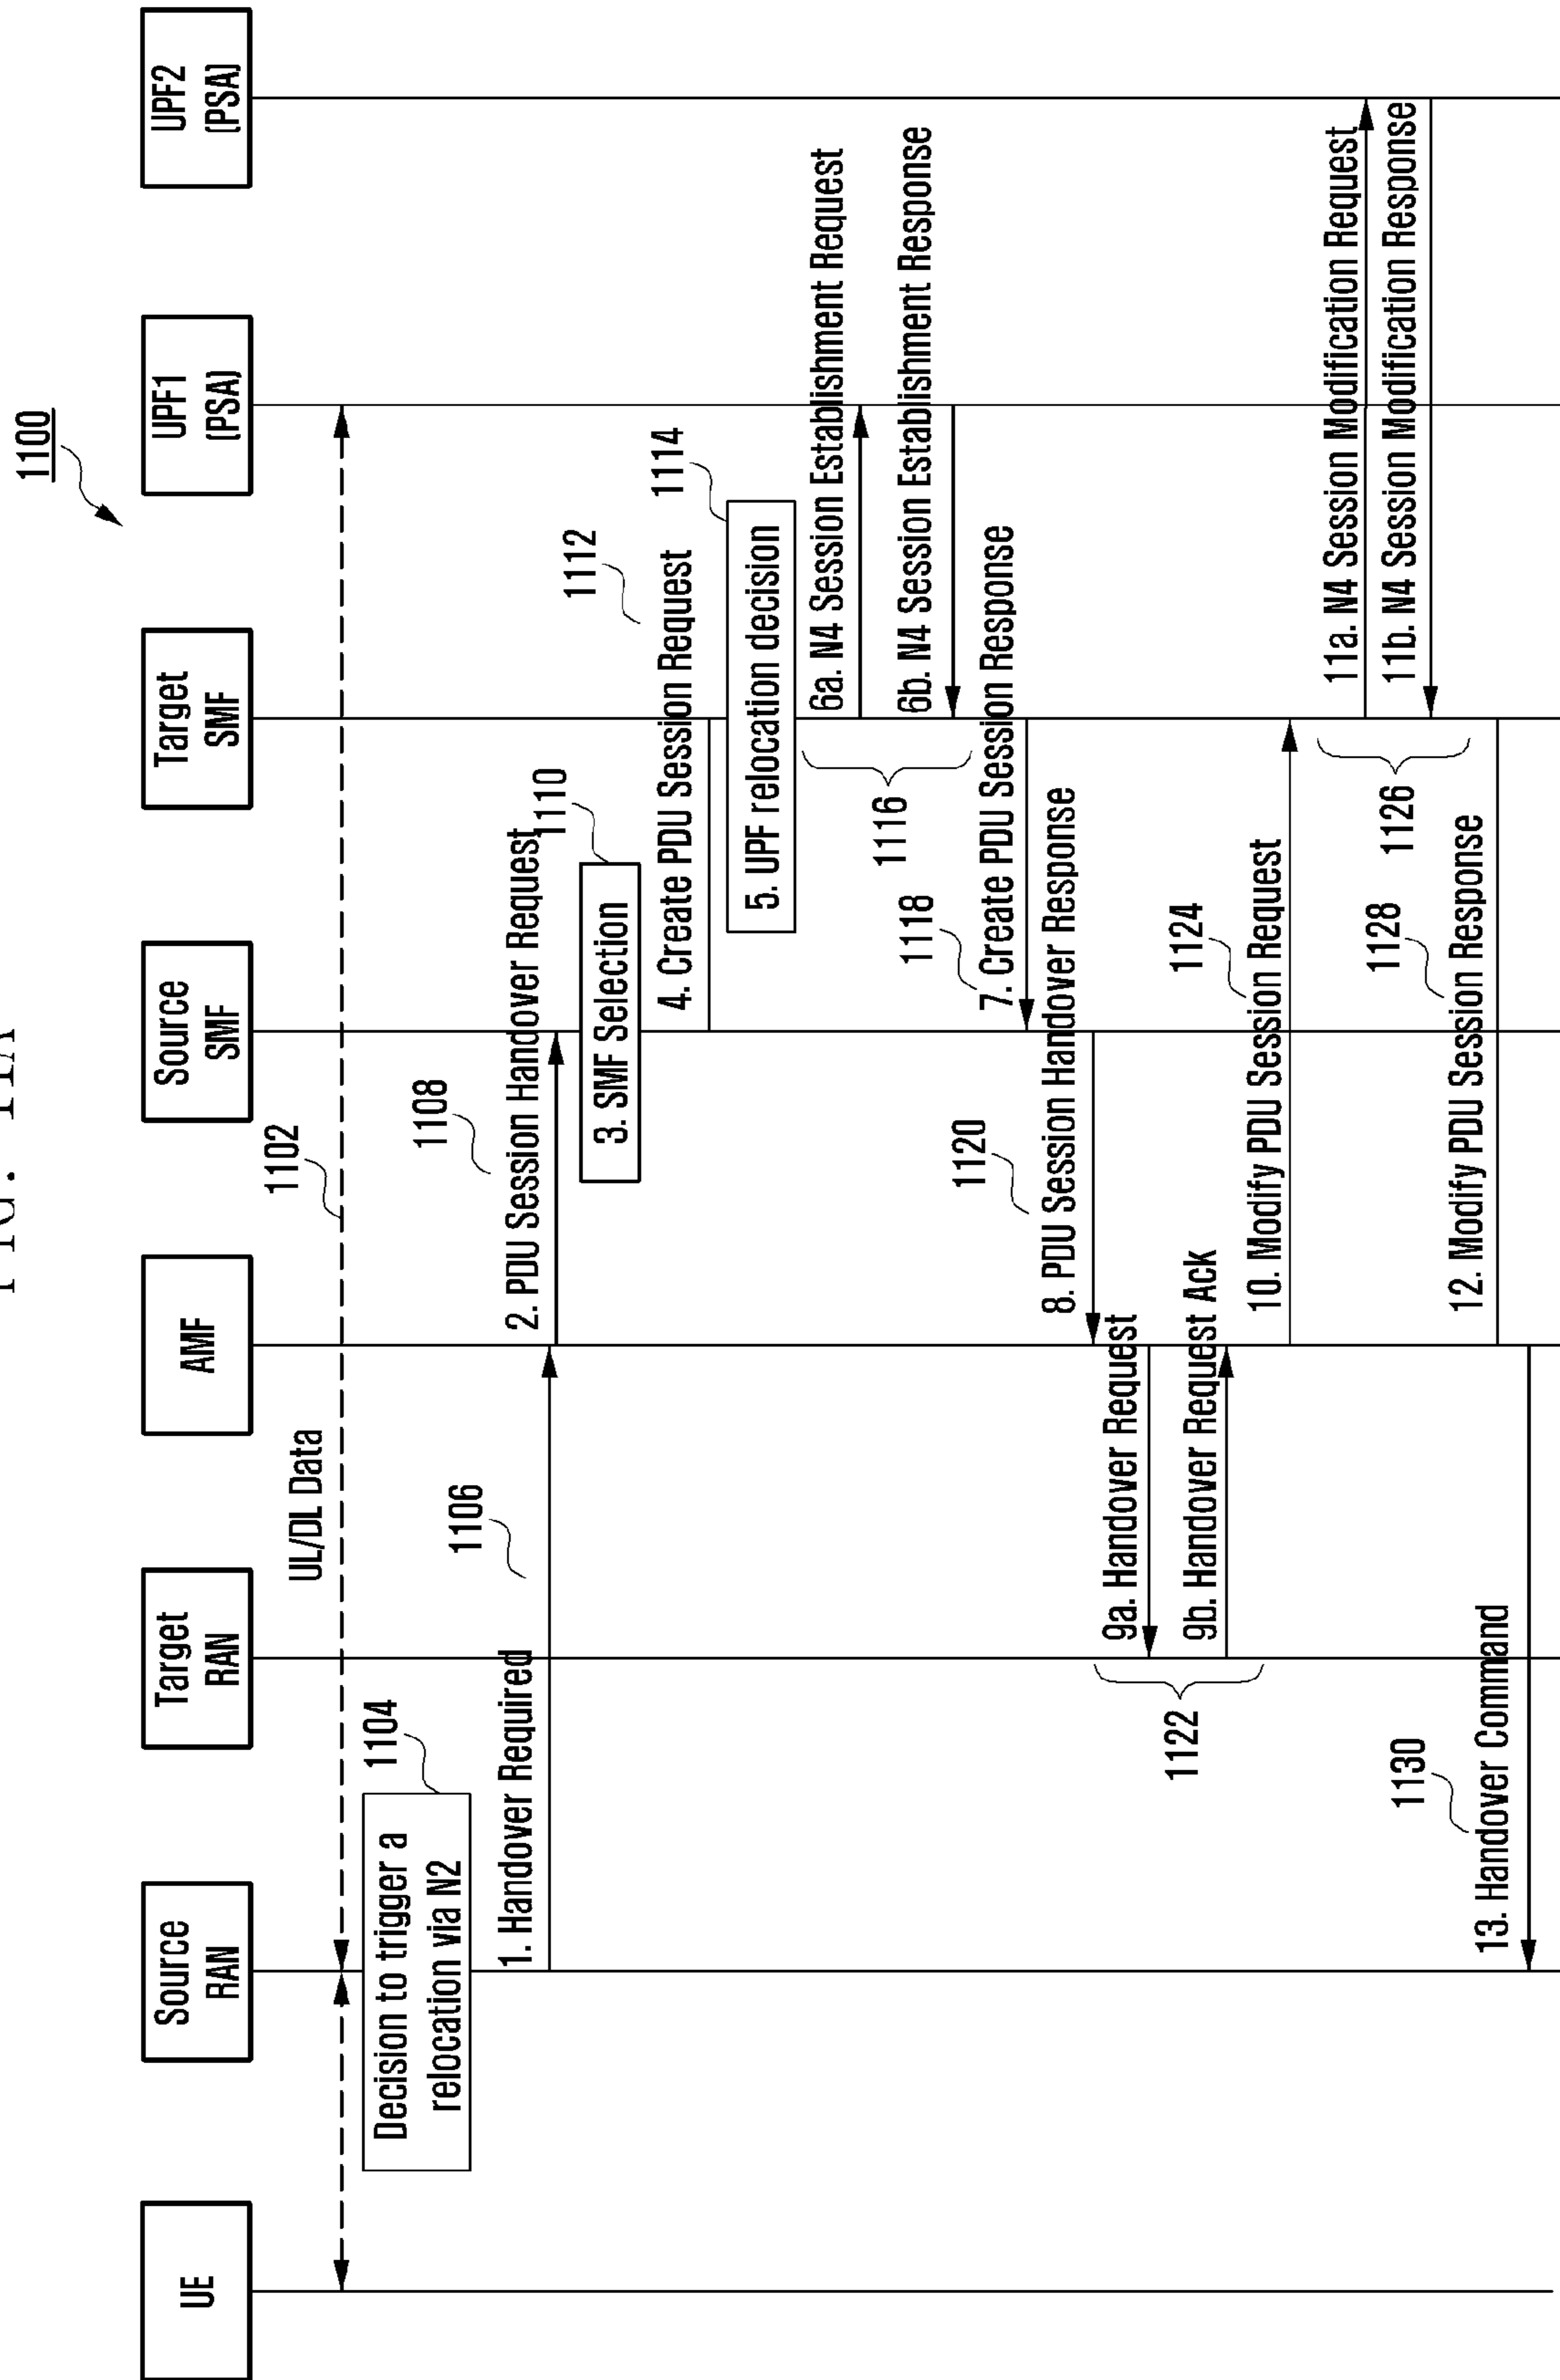 FIG. 11A
1100
UE
Source
RAN
Target
RAN
AMF
Source
SMF
Target
SMF
UPF1
(PSA)
UPF2
(PSA)
UL/DL Data
1102
Decision to trigger a
relocation via N2
1104
1. Handover Required
1106
2. PDU Session Handover Request
1108
3. SMF Selection
1110
4. Create PDU Session Request
1112
5. UPF relocation decision
1114
6a. N4 Session Establishment Request
6b. N4 Session Establishment Response
1116
7. Create PDU Session Response
1118
8. PDU Session Handover Response
1120
9a. Handover Request
9b. Handover Request Ack
1122
10. Modify PDU Session Request
1124
11a. N4 Session Modification Request
11b. N4 Session Modification Response
1126
12. Modify PDU Session Response
1128
13. Handover Command
1130